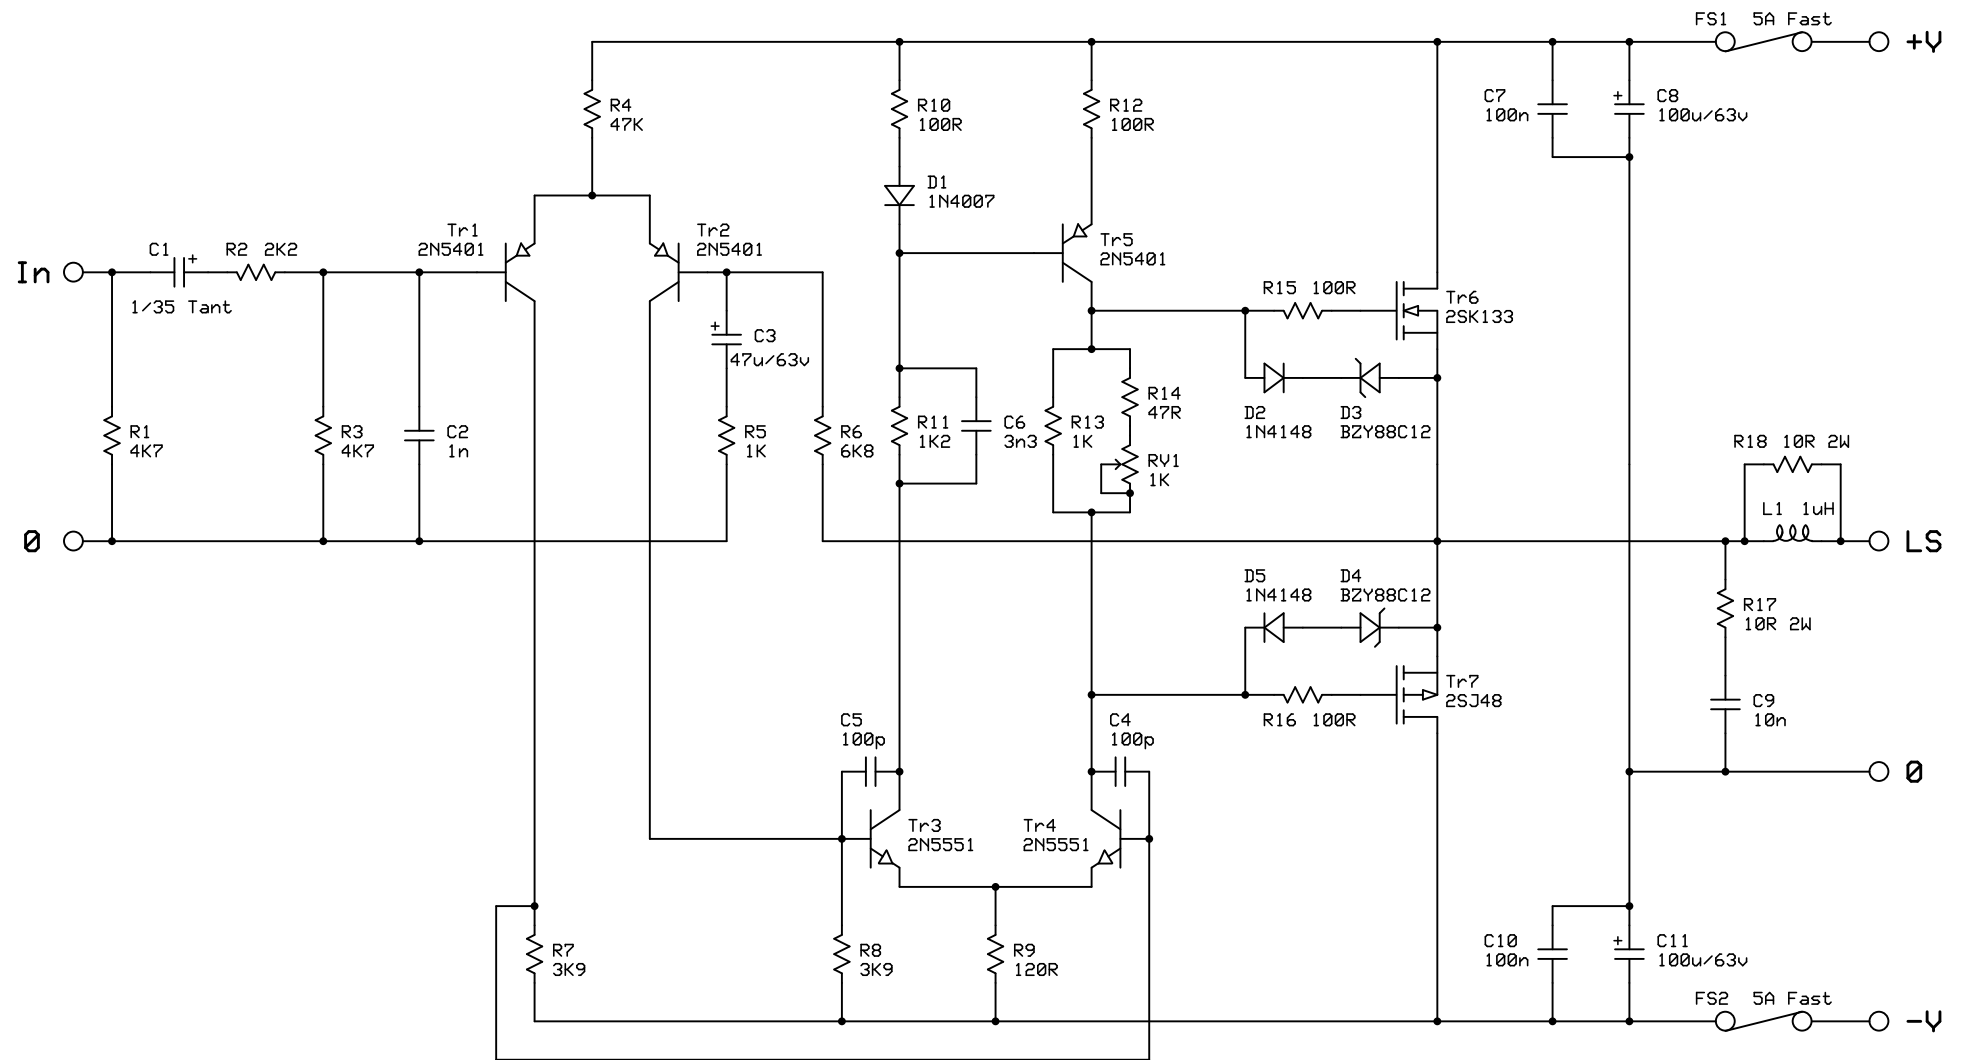 FS1 5A Fast
+V
R4
47K
R10
100R
R12
100R
C7
100n
+
C8
100u/63v
D1
1N4007
Tr1
2N5401
Tr2
2N5401
Tr5
2N5401
In
C1
+
R2 2K2
1/35 Tant
R15 100R
Tr6
2SK133
+
C3
47u/63v
D2
1N4148
D3
BZY88C12
R14
47R
R1
4K7
R3
4K7
C2
1n
R5
1K
R6
6K8
R11
1K2
C6
3n3
R13
1K
RV1
1K
R18 10R 2W
L1 1uH
0
LS
D5
1N4148
D4
BZY88C12
R17
10R 2W
Tr7
2SJ48
R16 100R
C9
10n
C5
100p
C4
100p
0
Tr3
2N5551
Tr4
2N5551
R7
3K9
R8
3K9
R9
120R
C10
100n
+
C11
100u/63v
FS2 5A Fast
-V